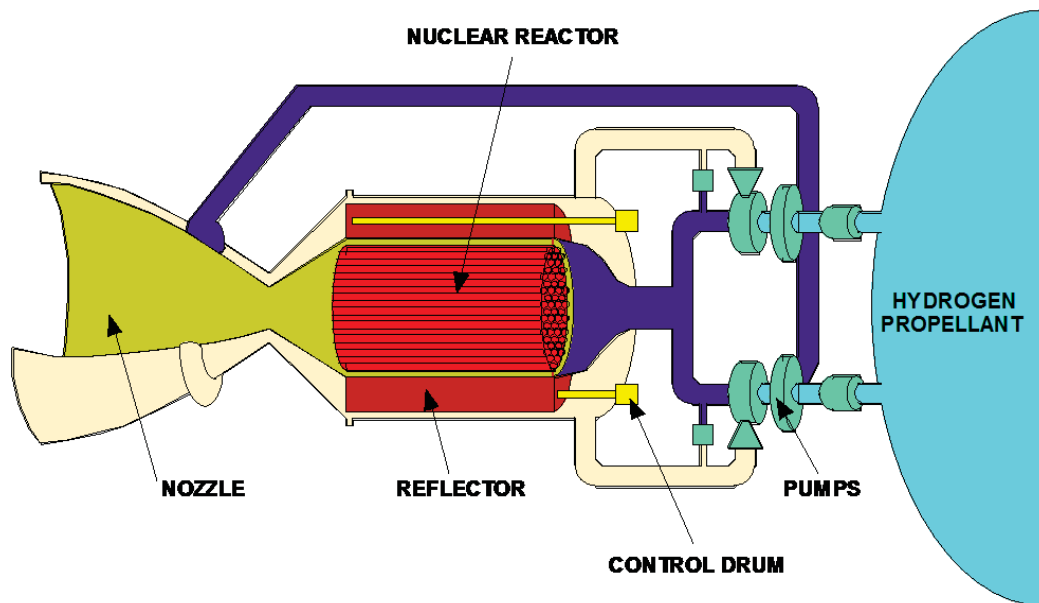 NUCLEAR REACTOR
HYDROGEN
PROPELLANT
NOZZLE
REFLECTOR
PUMPS
CONTROL DRUM